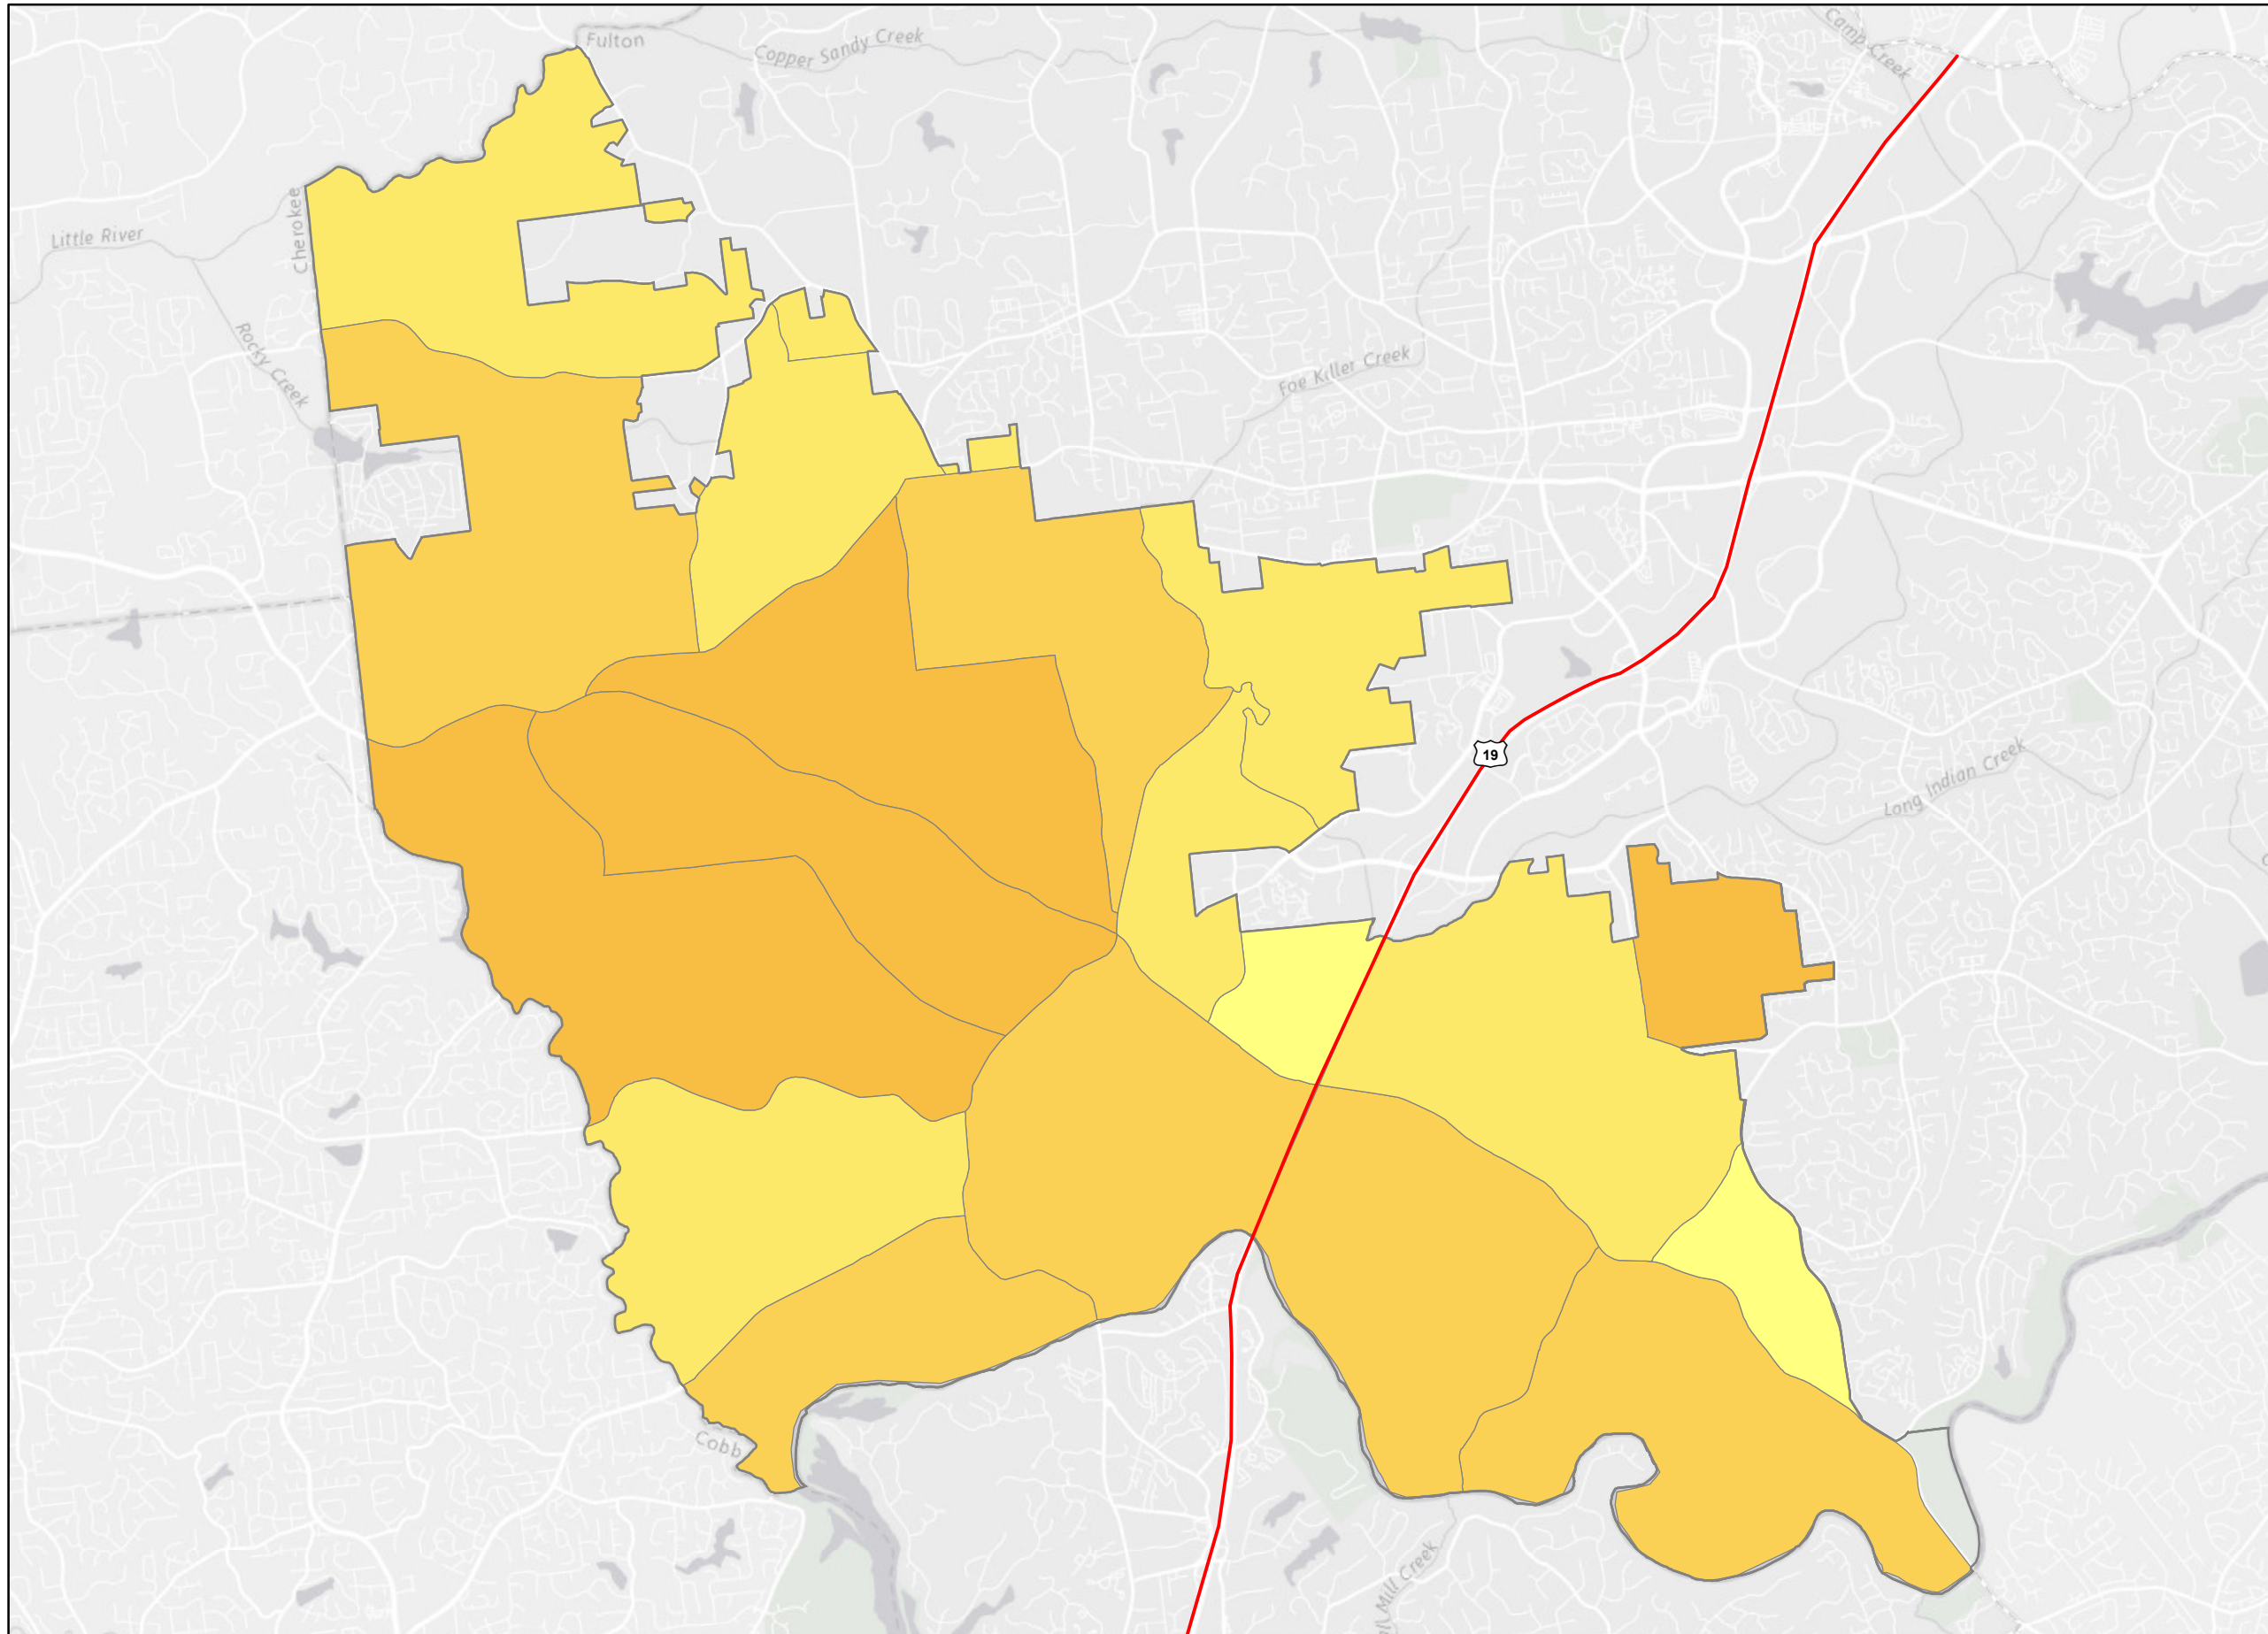 Fulton
Copper Sandy Creek
Camp Creek
Cherokee
Little River
Rocky Creek
Foe Killer Creek
19
Long Indian Creek
Cobb
Mill Creek